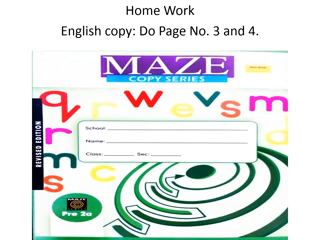 Home Work
English copy: Do Page No. 3 and 4.
MAZE
COPY SERIES
q r w e v s m
School:
Name:
Class: Sec:
REVISED EDITION
MAZE
Pre 2a